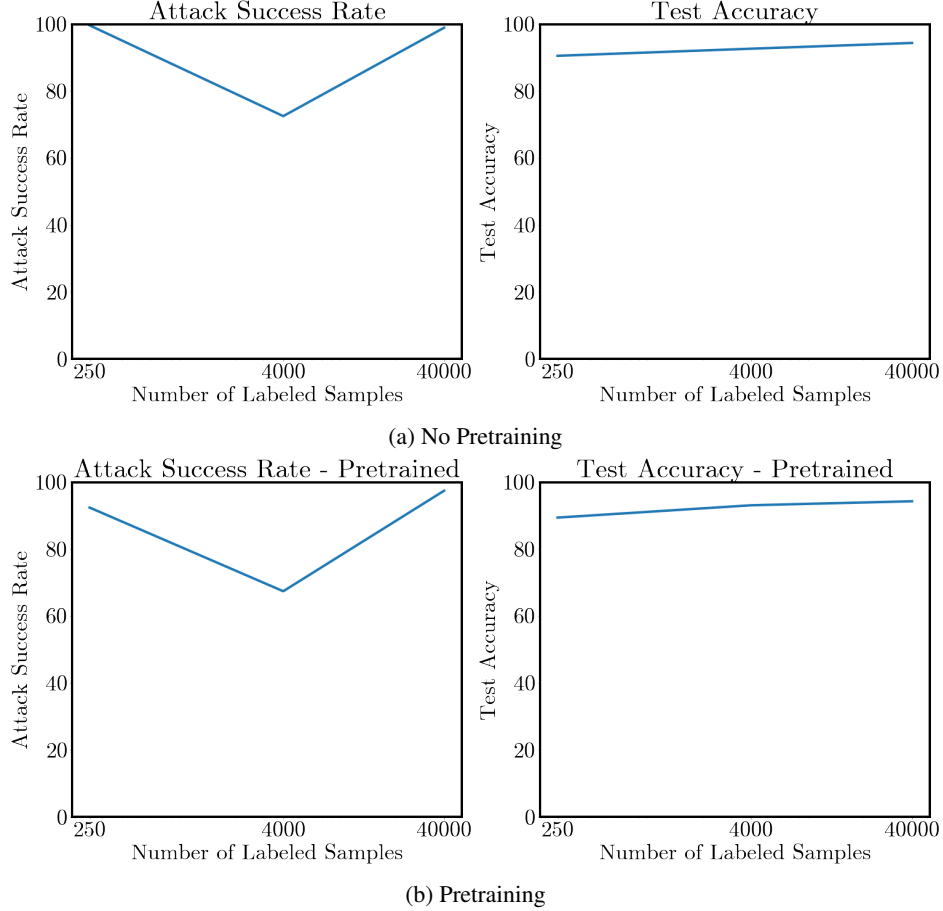 Attack Success Rate
Test Accuracy
100
80
60
40
20
0
Attack Success Rate
250
4000
40000
Number of Labeled Samples
100
80
60
40
20
0
Test Accuracy
250
4000
40000
Number of Labeled Samples
(a) No Pretraining
Attack Success Rate - Pretrained
Test Accuracy - Pretrained
100
80
60
40
20
0
Attack Success Rate
250
4000
40000
Number of Labeled Samples
100
80
60
40
20
0
Test Accuracy
250
4000
40000
Number of Labeled Samples
(b) Pretraining